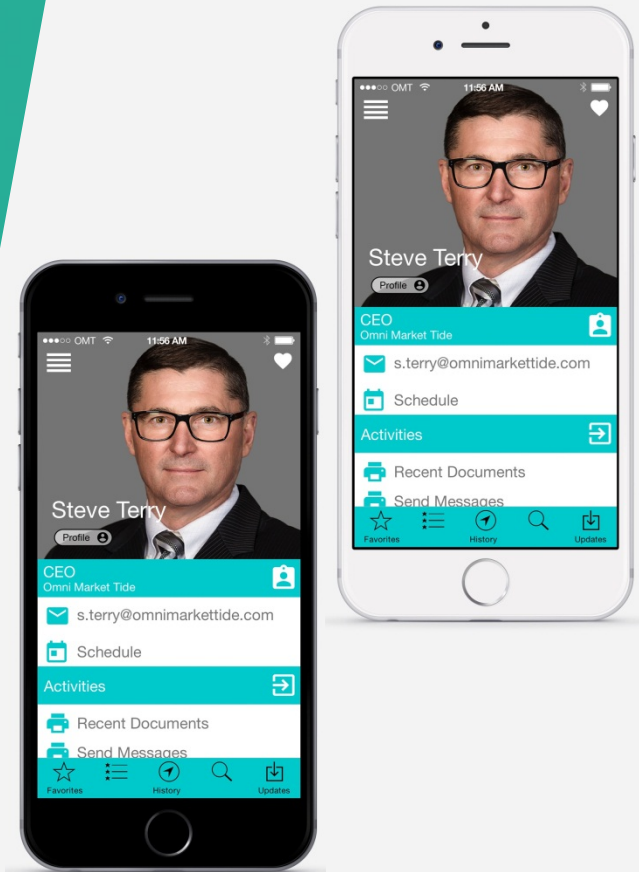 OMT 11:56 AM
Steve Terry
Profile
CEO
Omni Market Tide
s.terry@omnimarkettide.com
Schedule
Activities
Recent Documents
Send Messages
Favorites History Updates
OMT 11:56 AM
Steve Terry
Profile
CEO
Omni Market Tide
s.terry@omnimarkettide.com
Schedule
Activities
Recent Documents
Send Messages
Favorites History Updates